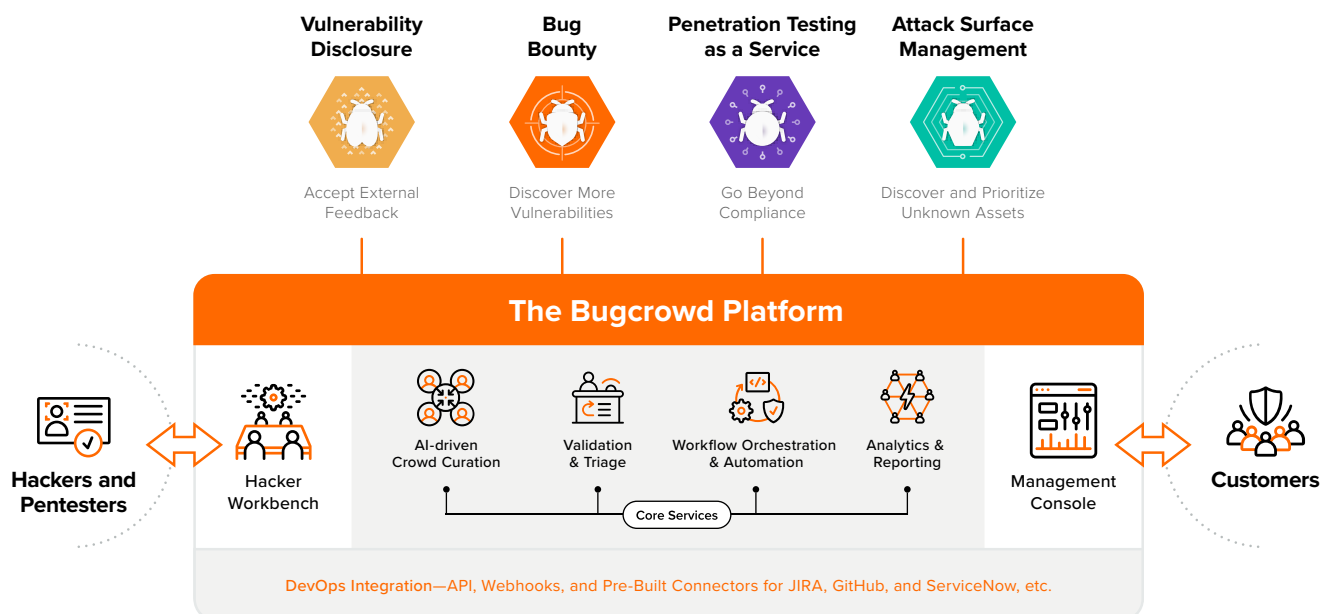 Vulnerability
Disclosure
Bug
Bounty
Penetration Testing
as a Service
Attack Surface
Management
Accept External
Feedback
Discover More
Vulnerabilities
Go Beyond
Compliance
Discover and Prioritize
Unknown Assets
The Bugcrowd Platform
Hackers and
Pentesters
Hacker
Workbench
</>
AI-driven
Crowd Curation
Validation
& Triage
Workflow Orchestration
& Automation
Analytics &
Reporting
Core Services
Management
Console
Customers
DevOps Integration—API, Webhooks, and Pre-Built Connectors for JIRA, GitHub, and ServiceNow, etc.